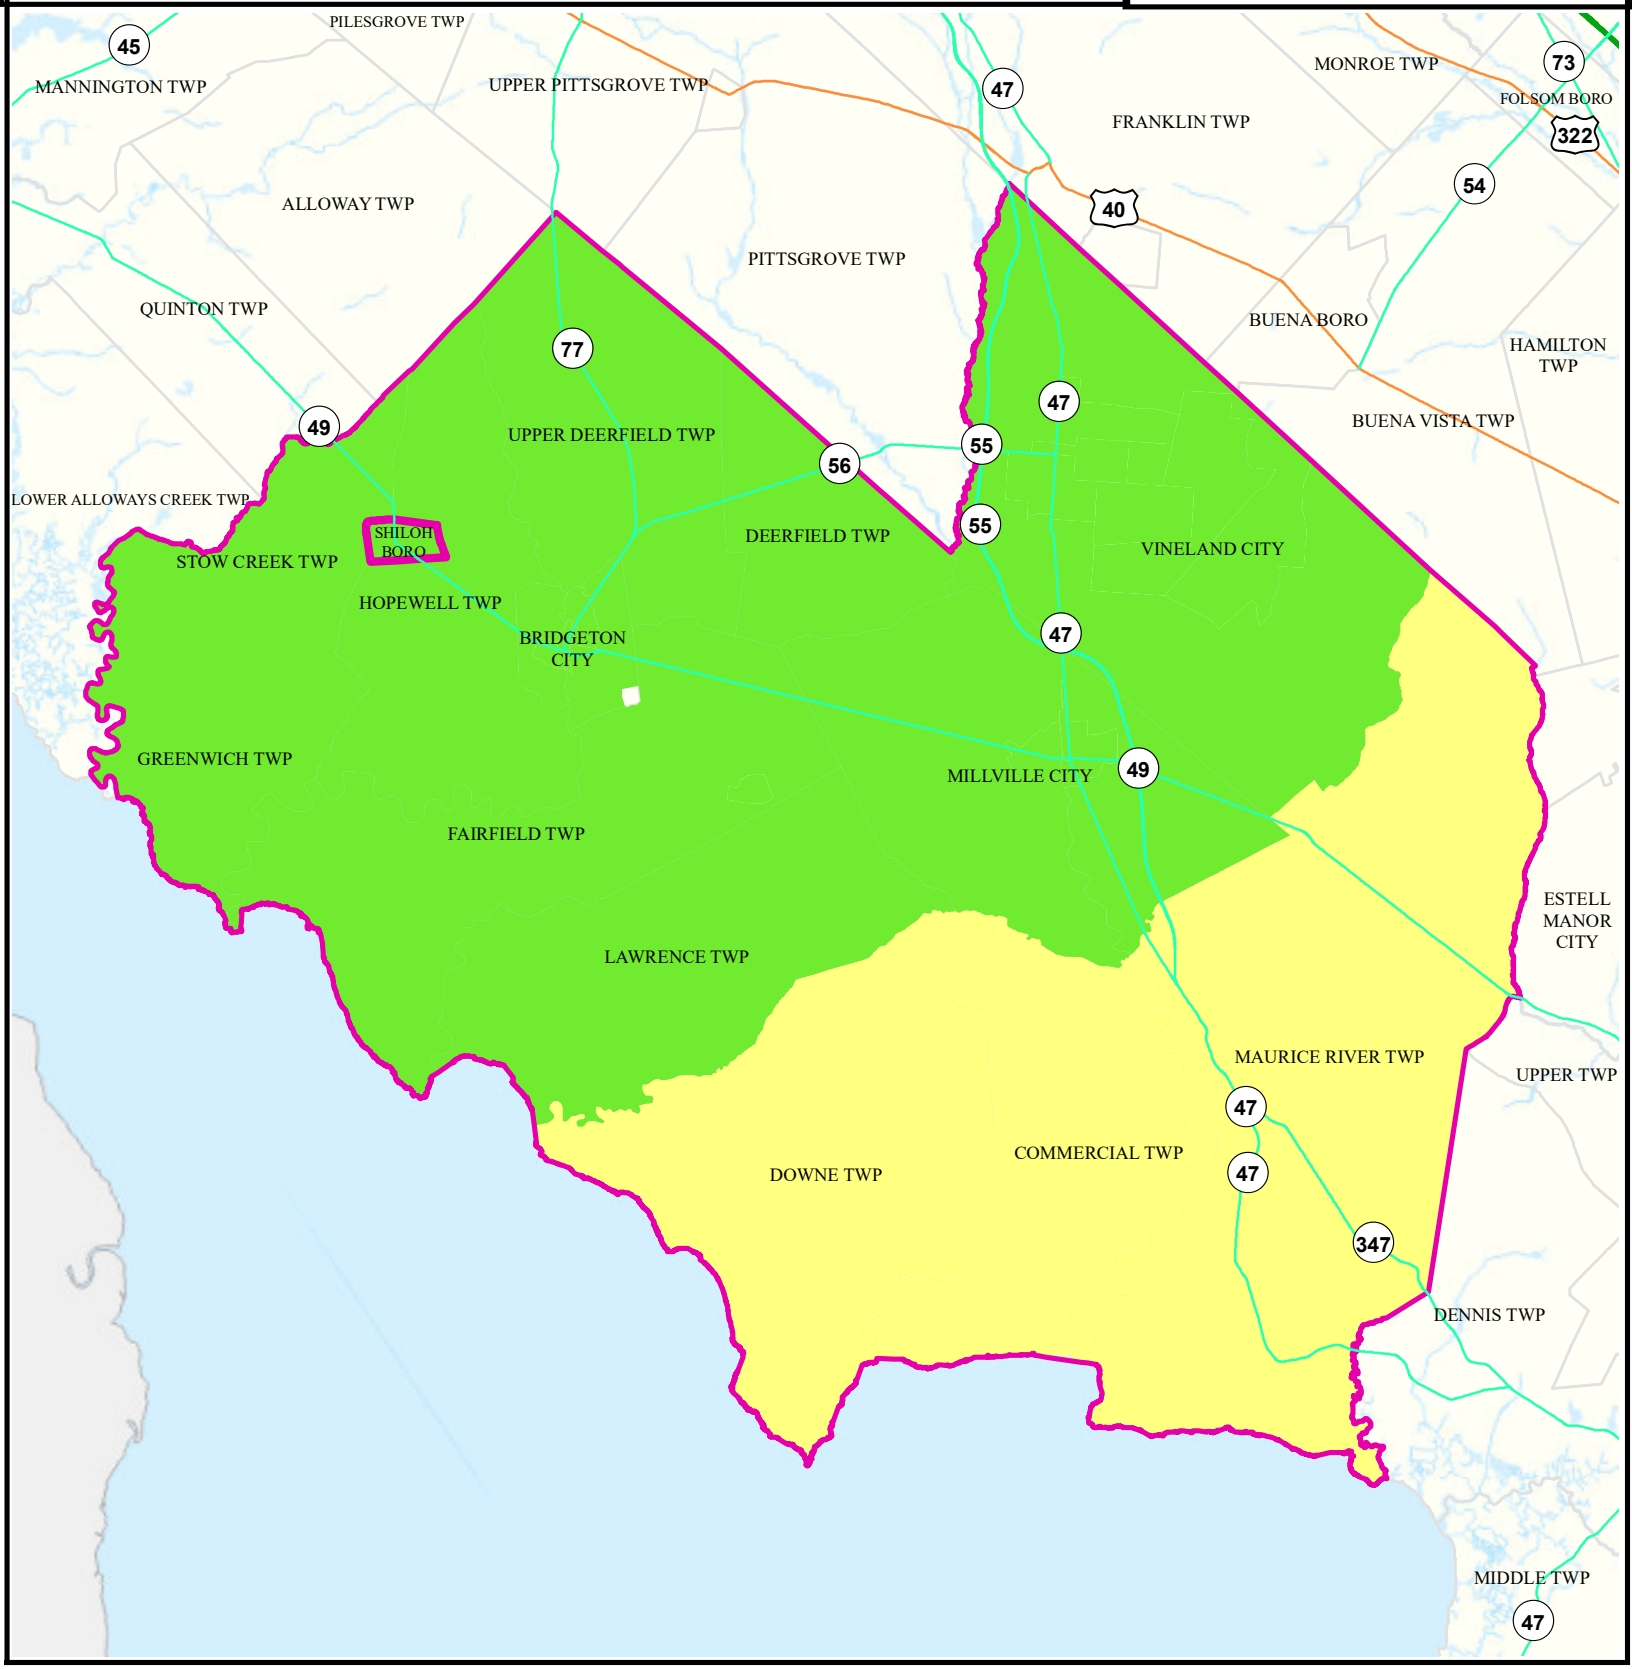 PILESGROVE TWP
45
MANNINGTON TWP
UPPER PITTSGROVE TWP
47
MONROE TWP
73
FOLSOM BORO
322
FRANKLIN TWP
54
ALLOWAY TWP
40
PITTSGROVE TWP
QUINTON TWP
BUENA BORO
HAMILTON
TWP
77
47
49
UPPER DEERFIELD TWP
BUENA VISTA TWP
55
56
LOWER ALLOWAYS CREEK TWP
55
SHILOH
BORO
DEERFIELD TWP
VINELAND CITY
STOW CREEK TWP
HOPEWELL TWP
BRIDGETON
CITY
47
GREENWICH TWP
MILLVILLE CITY
49
FAIRFIELD TWP
ESTELL
MANOR
CITY
LAWRENCE TWP
MAURICE RIVER TWP
UPPER TWP
47
COMMERCIAL TWP
DOWNE TWP
47
347
DENNIS TWP
MIDDLE TWP
47